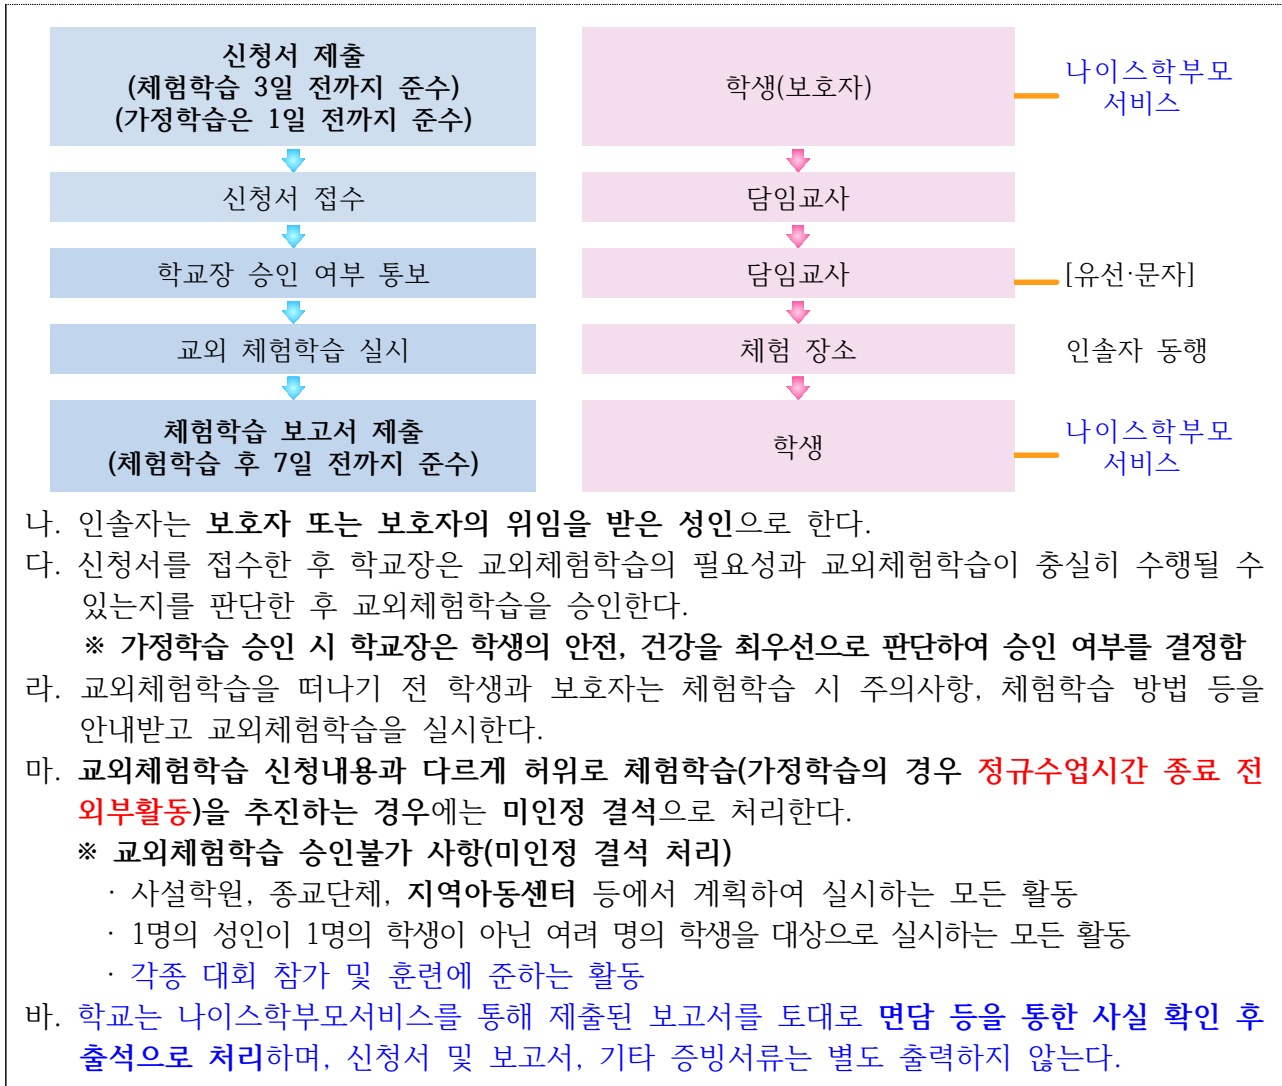 신청서 제출
(체험학습 3일 전까지 준수)
(가정학습은 1일 전까지 준수)
학생(보호자)
나이스학부모
서비스
신청서 접수
담임교사
학교장 승인 여부 통보
담임교사
[유선·문자]
교외 체험학습 실시
체험 장소
인솔자 동행
체험학습 보고서 제출
(체험학습 후 7일 전까지 준수)
학생
나이스학부모
서비스
나. 인솔자는 보호자 또는 보호자의 위임을 받은 성인으로 한다.
다. 신청서를 접수한 후 학교장은 교외체험학습의 필요성과 교외체험학습이 충실히 수행될 수
있는지를 판단한 후 교외체험학습을 승인한다.
※ 가정학습 승인 시 학교장은 학생의 안전, 건강을 최우선으로 판단하여 승인 여부를 결정함
라. 교외체험학습을 떠나기 전 학생과 보호자는 체험학습 시 주의사항, 체험학습 방법 등을
안내받고 교외체험학습을 실시한다.
마. 교외체험학습 신청내용과 다르게 허위로 체험학습(가정학습의 경우 정규수업시간 종료 전
외부활동)을 추진하는 경우에는 미인정 결석으로 처리한다.
※ 교외체험학습 승인불가 사항(미인정 결석 처리)
· 사설학원, 종교단체, 지역아동센터 등에서 계획하여 실시하는 모든 활동
· 1명의 성인이 1명의 학생이 아닌 여려 명의 학생을 대상으로 실시하는 모든 활동
· 각종 대회 참가 및 훈련에 준하는 활동
바. 학교는 나이스학부모서비스를 통해 제출된 보고서를 토대로 면담 등을 통한 사실 확인 후
출석으로 처리하며, 신청서 및 보고서, 기타 증빙서류는 별도 출력하지 않는다.